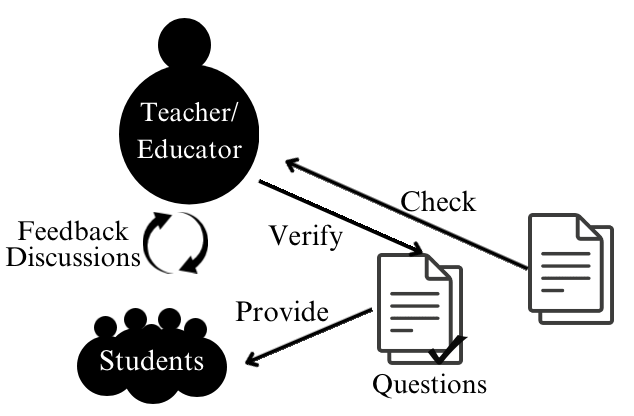 Teacher/
Educator
Check
Feedback
Discussions
Verify
Provide
Students
Questions